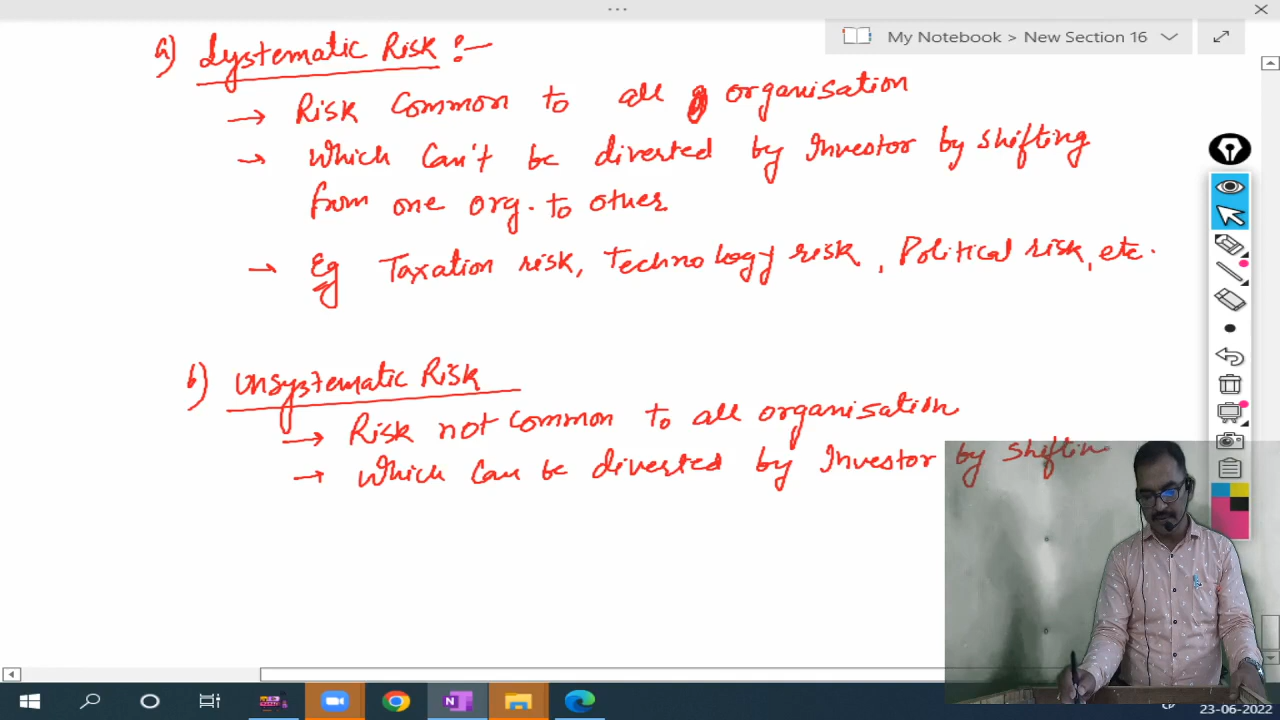 My Notebook > New Section 16
a) Systematic Risk :-
→ Risk common to all organisation
→ Which can't be diverted by Investor by shifting
from one org. to other
→ Eg Taxation risk, Technology risk, Political risk, etc.
b) Unsystematic Risk
→ Risk not common to all organisation
→ Which can be diverted by Investor by shiftin
23-06-2022